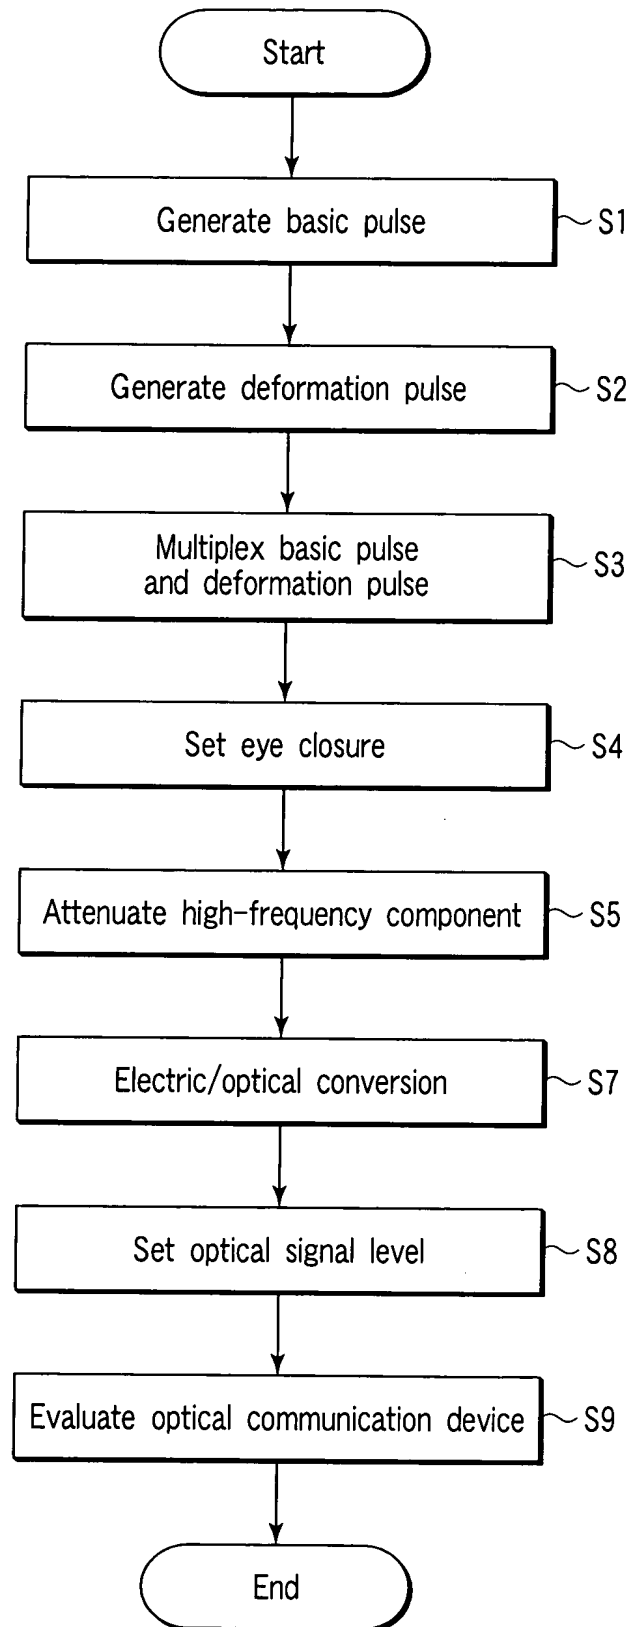 Start
Generate basic pulse
S1
Generate deformation pulse
S2
Multiplex basic pulse
and deformation pulse
S3
Set eye closure
S4
Attenuate high-frequency component
S5
Electric/optical conversion
S7
Set optical signal level
S8
Evaluate optical communication device
S9
End